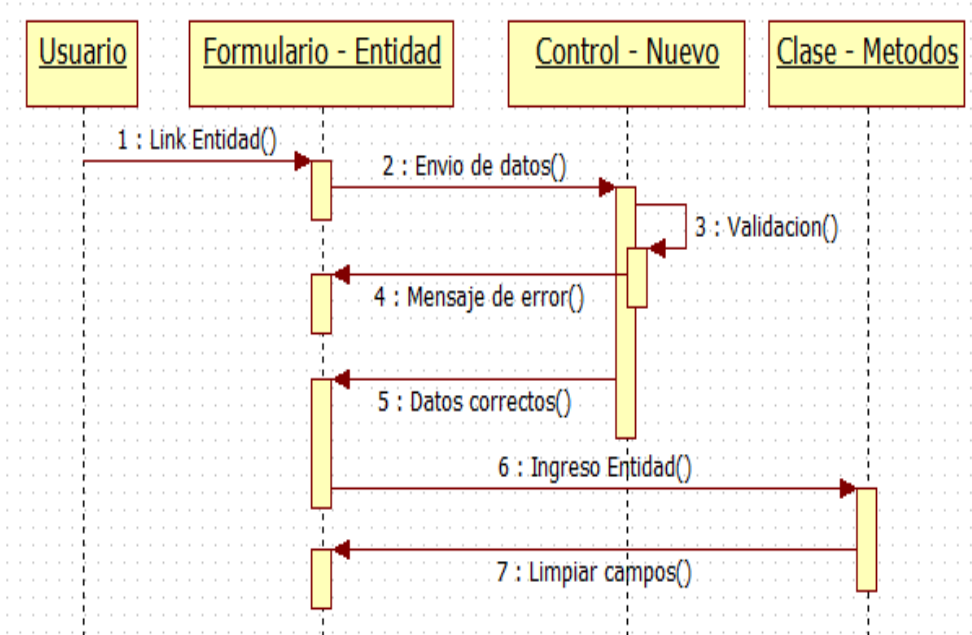 Usuario
Formulario - Entidad
Control - Nuevo
Clase - Metodos
1 : Link Entidad()
2 : Envio de datos()
3 : Validacion()
4 : Mensaje de error()
5 : Datos correctos()
6 : Ingreso Entidad()
7 : Limpiar campos()